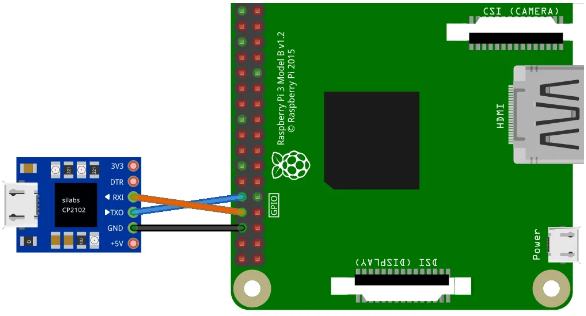 CSI (CAMERA)
Raspberry Pi 3 Model B v1.2
© Raspberry Pi 2015
HDMI
3V3
DTR
RXI
TXO
GND
+5V
silabs
CP2102
GPIO
Power
DSI (DISPLAY)